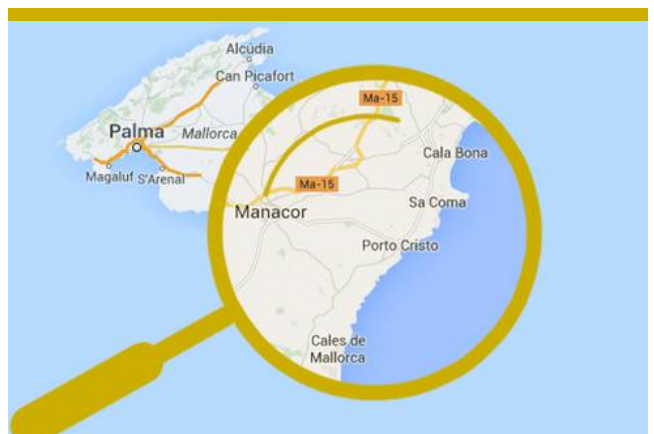 Alcúdia
Can Picafort
Ma-15
Palma
Mallorca
Cala Bona
Magaluf
S'Arenal
Ma-15
Manacor
Sa Coma
Porto Cristo
Cales de
Mallorca